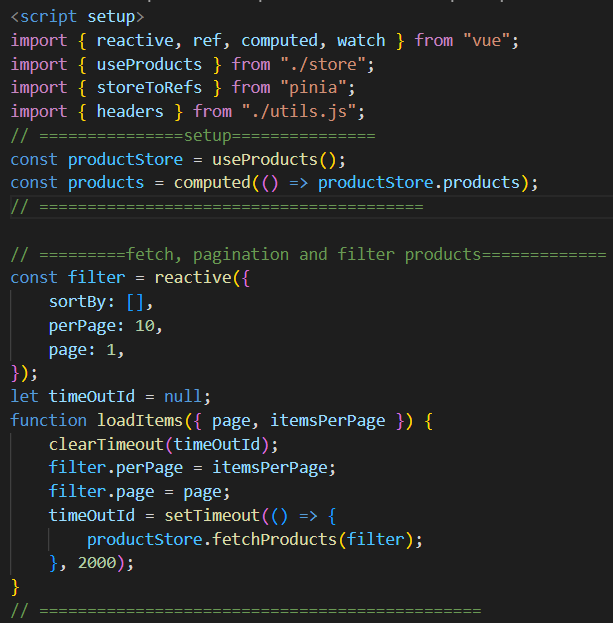 <script setup>
import { reactive, ref, computed, watch } from "vue";
import { useProducts } from "./store";
import { storeToRefs } from "pinia";
import { headers } from "./utils.js";
// ===============setup===============
const productStore = useProducts();
const products = computed(() => productStore.products);
// ========================================
// =========fetch, pagination and filter products=============
const filter = reactive({
    sortBy: [],
    perPage: 10,
    page: 1,
});
let timeOutId = null;
function loadItems({ page, itemsPerPage }) {
    clearTimeout(timeOutId);
    filter.perPage = itemsPerPage;
    filter.page = page;
    timeOutId = setTimeout(() => {
        productStore.fetchProducts(filter);
    }, 2000);
}
// ==============================================